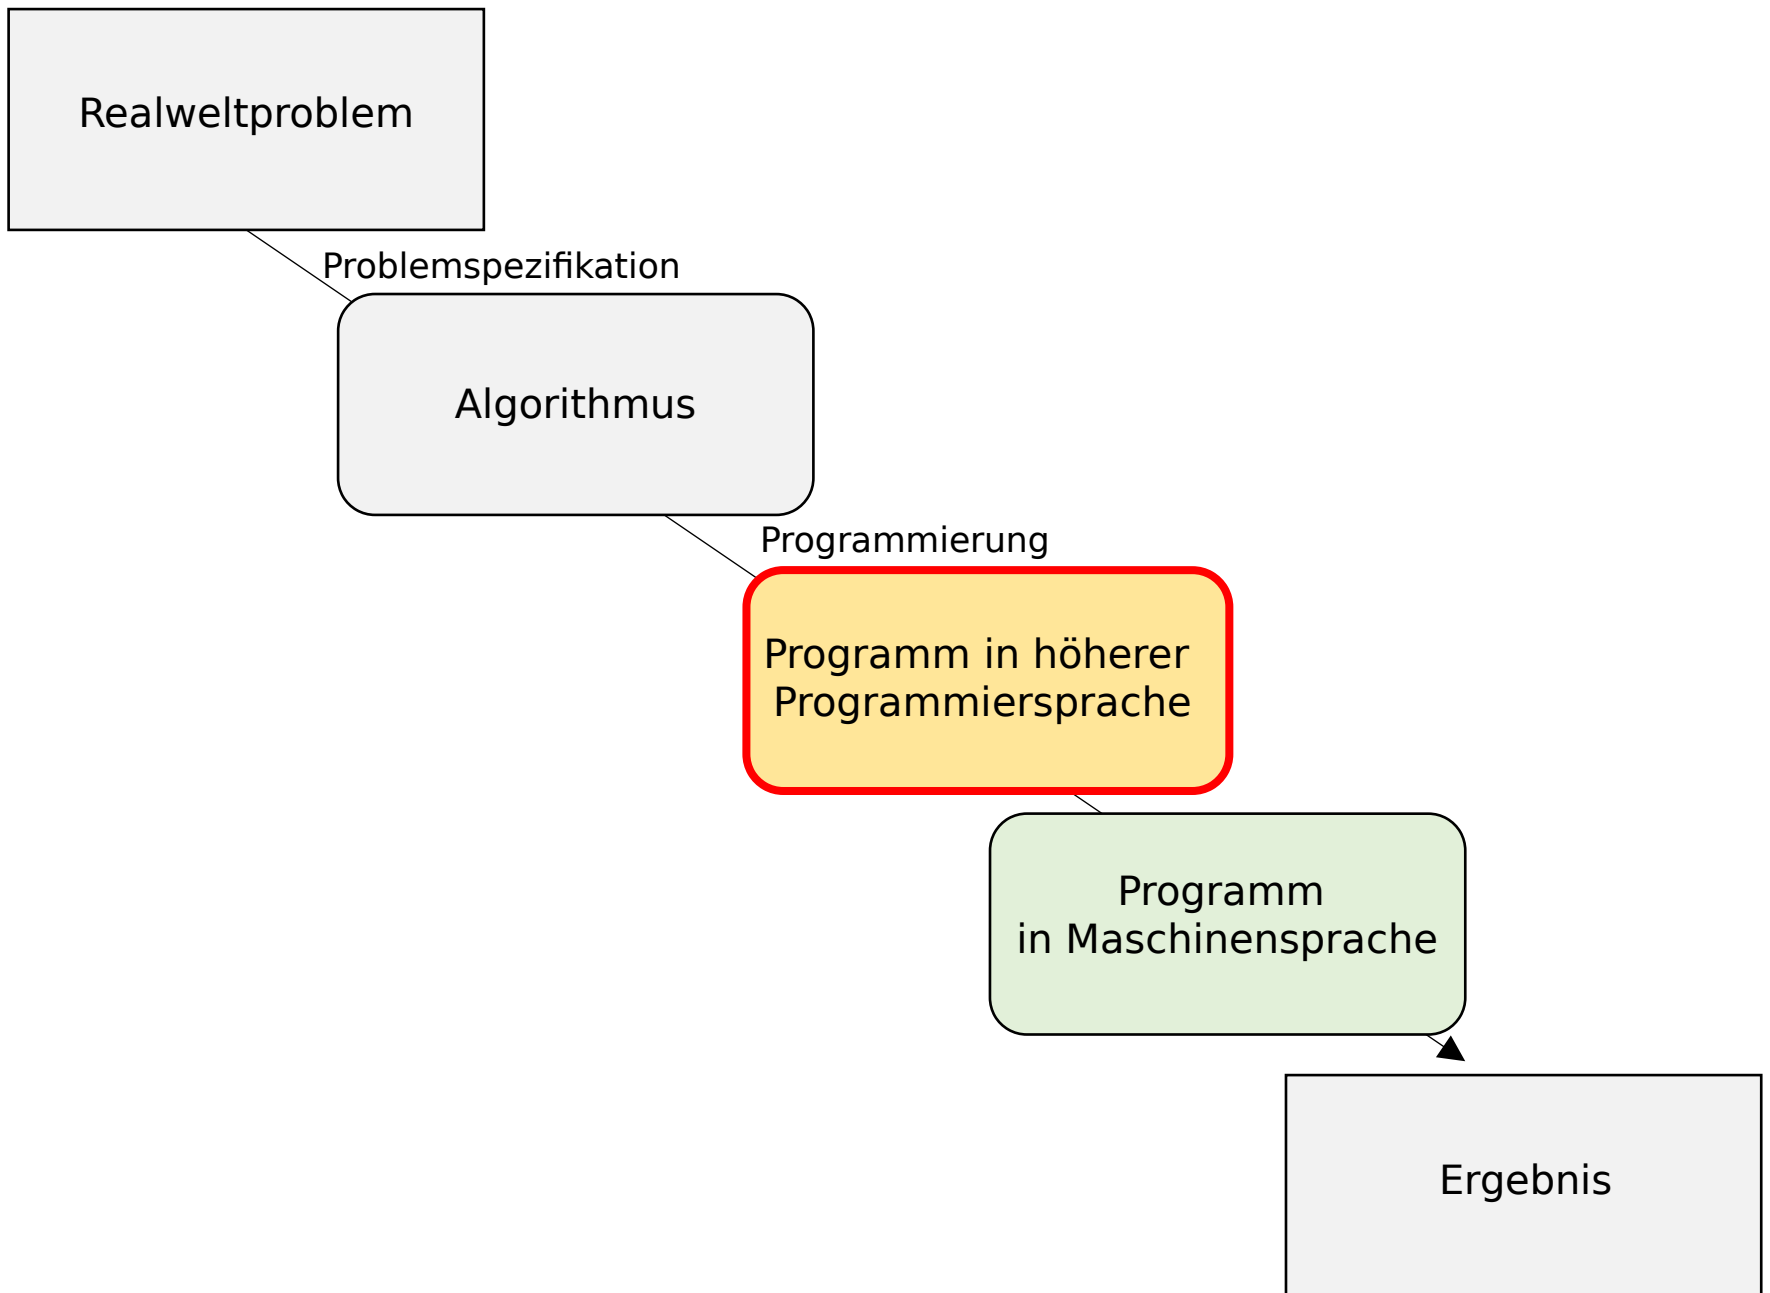 Realweltproblem
Problemspezifikation
Algorithmus
Programmierung
Programm in höherer
Programmiersprache
Programm
in Maschinensprache
Ergebnis